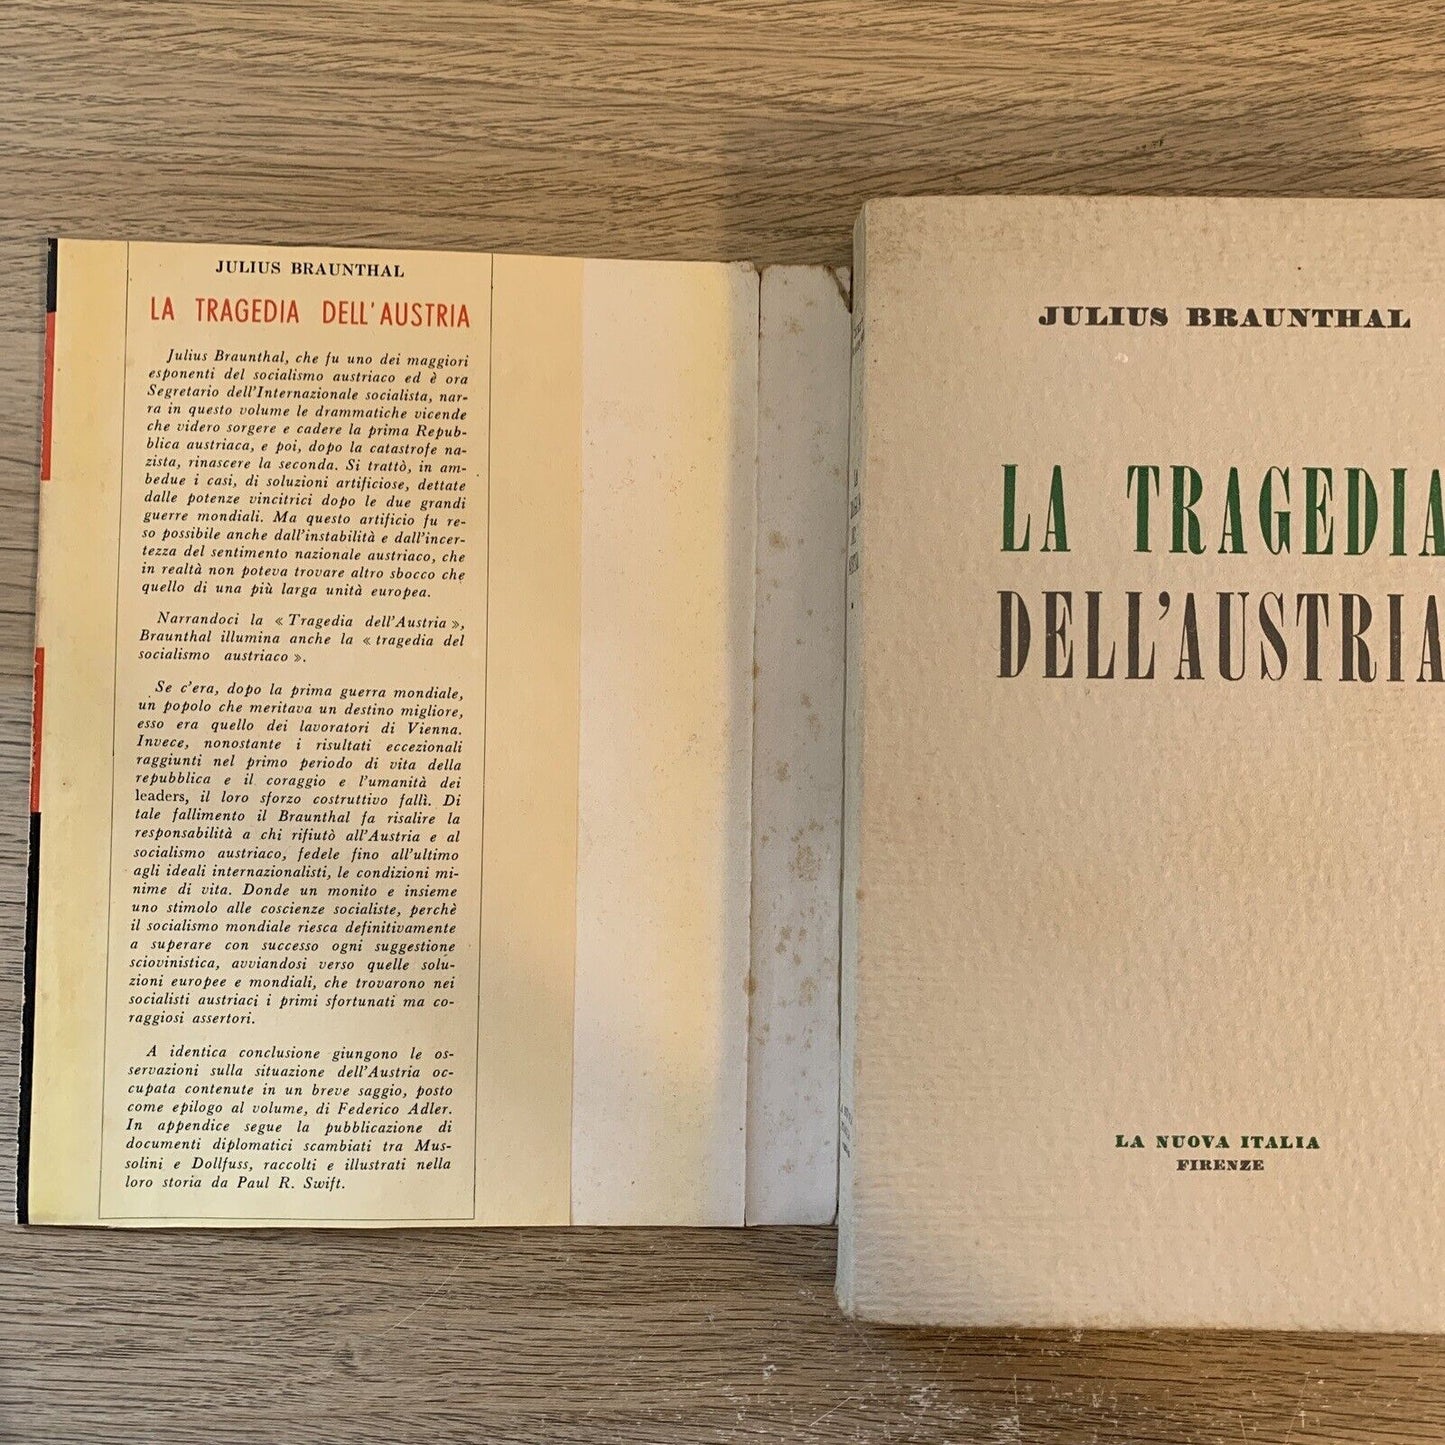 JULIUS BRAUNTHAL
LA TRAGEDIA DELL'AUSTRIA
Julius Braunthal, che fu uno dei maggiori
esponenti del socialismo austriaco ed è ora
Segretario dell'Internazionale socialista, nar-
ra in questo volume le drammatiche vicende
che videro sorgere e cadere la prima Repub-
blica austriaca, e poi, dopo la catastrofe na-
zista, rinascere la seconda. Si trattò, in am-
bedue i casi, di soluzioni artificiose, dettate
dalle potenze vincitrici dopo le due grandi
guerre mondiali. Ma questo artificio fu re-
so possibile anche dall'instabilità e dall'incer-
tezza del sentimento nazionale austriaco, che
in realtà non poteva trovare altro sbocco che
quello di una più larga unità europea.
Narrandoci la « Tragedia dell'Austria »,
Braunthal illumina anche la « tragedia del
socialismo austriaco ».
Se c'era, dopo la prima guerra mondiale,
un popolo che meritava un destino migliore,
esso era quello dei lavoratori di Vienna.
Invece, nonostante i risultati eccezionali
raggiunti nel primo periodo di vita della
repubblica e il coraggio e l'umanità dei
leaders, il loro sforzo costruttivo fallì. Di
tale fallimento il Braunthal fa risalire la
responsabilità a chi rifiutò all'Austria e al
socialismo austriaco, fedele fino all'ultimo
agli ideali internazionalisti, le condizioni mi-
nime di vita. Donde un monito e insieme
uno stimolo alle coscienze socialiste, perchè
il socialismo mondiale riesca definitivamente
a superare con successo ogni suggestione
sciovinistica, avviandosi verso quelle solu-
zioni europee e mondiali, che trovarono nei
socialisti austriaci i primi sfortunati ma co-
raggiosi assertori.
A identica conclusione giungono le os-
servazioni sulla situazione dell'Austria oc-
cupata contenute in un breve saggio, posto
come epilogo al volume, di Federico Adler.
In appendice segue la pubblicazione di
documenti diplomatici scambiati tra Mus-
solini e Dollfuss, raccolti e illustrati nella
loro storia da Paul R. Swift.
JULIUS BRAUNTHAL
LA TRAGEDIA
DELL'AUSTRIA
LA NUOVA ITALIA
FIRENZE